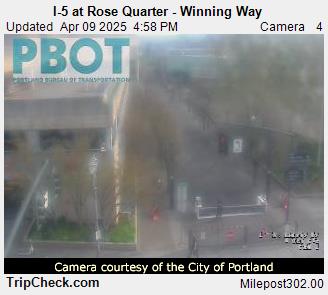 I-5 at Rose Quarter - Winning Way
Updated Apr 09 2025 4:58 PM Camera 4
PBOT
PORTLAND BUREAU OF TRANSPORTATION
Camera courtesy of the City of Portland
TripCheck.com Milepost302.00